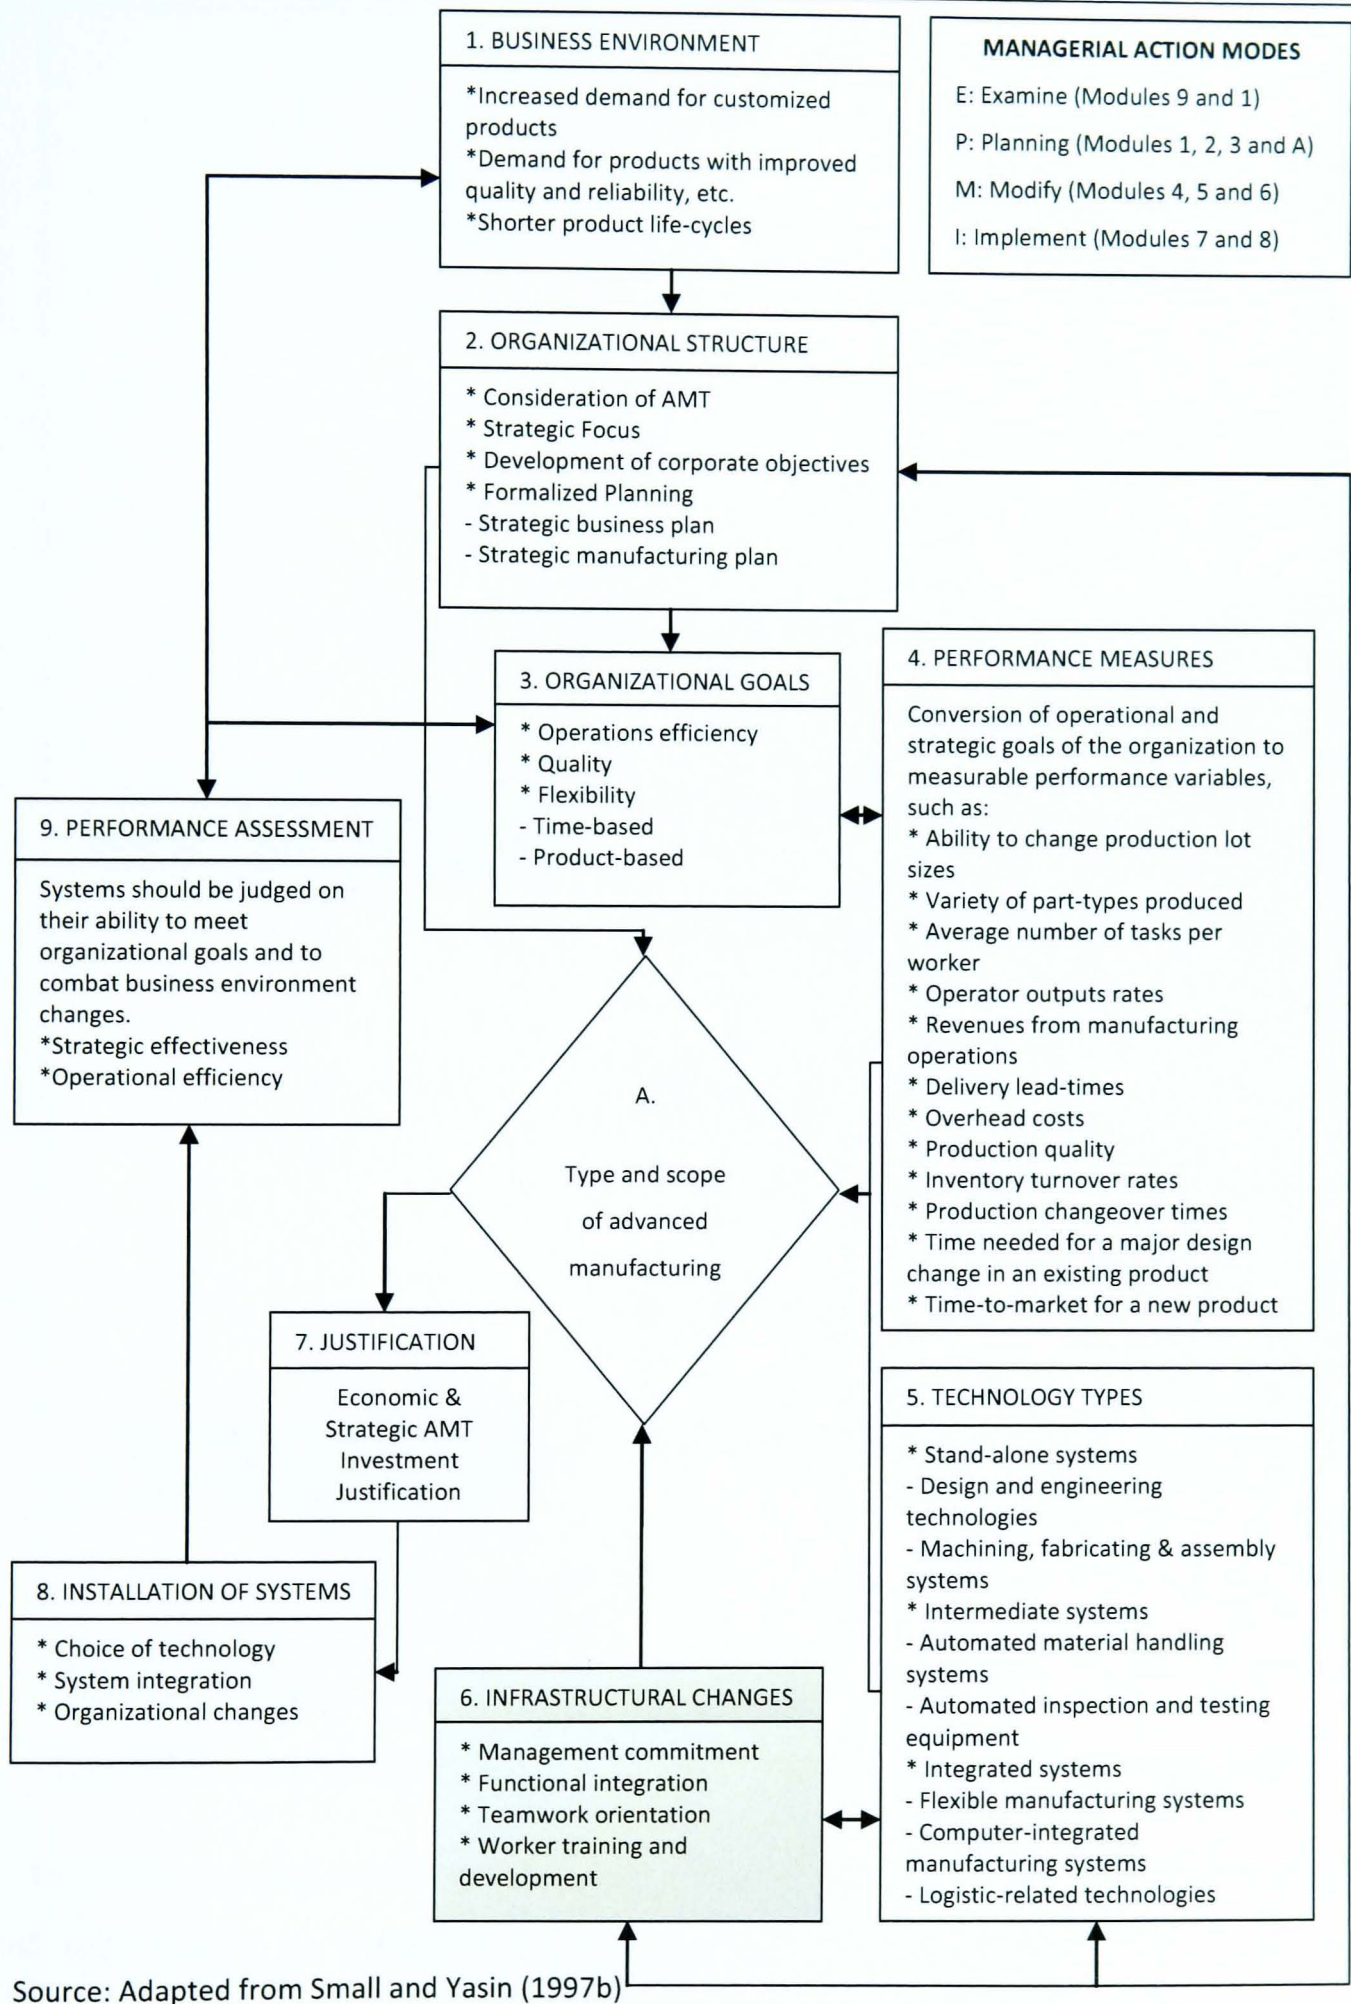 1. BUSINESS ENVIRONMENT
*Increased demand for customized
products
*Demand for products with improved
quality and reliability, etc.
*Shorter product life-cycles
MANAGERIAL ACTION MODES
E: Examine (Modules 9 and 1)
P: Planning (Modules 1, 2, 3 and A)
M: Modify (Modules 4, 5 and 6)
I: Implement (Modules 7 and 8)
2. ORGANIZATIONAL STRUCTURE
* Consideration of AMT
* Strategic Focus
* Development of corporate objectives
* Formalized Planning
- Strategic business plan
- Strategic manufacturing plan
3. ORGANIZATIONAL GOALS
* Operations efficiency
* Quality
* Flexibility
- Time-based
- Product-based
4. PERFORMANCE MEASURES
Conversion of operational and
strategic goals of the organization to
measurable performance variables,
such as:
* Ability to change production lot
sizes
* Variety of part-types produced
* Average number of tasks per
worker
* Operator outputs rates
* Revenues from manufacturing
operations
* Delivery lead-times
* Overhead costs
* Production quality
* Inventory turnover rates
* Production changeover times
* Time needed for a major design
change in an existing product
* Time-to-market for a new product
9. PERFORMANCE ASSESSMENT
Systems should be judged on
their ability to meet
organizational goals and to
combat business environment
changes.
*Strategic effectiveness
*Operational efficiency
A.
Type and scope
of advanced
manufacturing
7. JUSTIFICATION
Economic &
Strategic AMT
Investment
Justification
5. TECHNOLOGY TYPES
* Stand-alone systems
- Design and engineering
technologies
- Machining, fabricating & assembly
systems
* Intermediate systems
- Automated material handling
systems
- Automated inspection and testing
equipment
* Integrated systems
- Flexible manufacturing systems
- Computer-integrated
manufacturing systems
- Logistic-related technologies
8. INSTALLATION OF SYSTEMS
* Choice of technology
* System integration
* Organizational changes
6. INFRASTRUCTURAL CHANGES
* Management commitment
* Functional integration
* Teamwork orientation
* Worker training and
development
Source: Adapted from Small and Yasin (1997b)